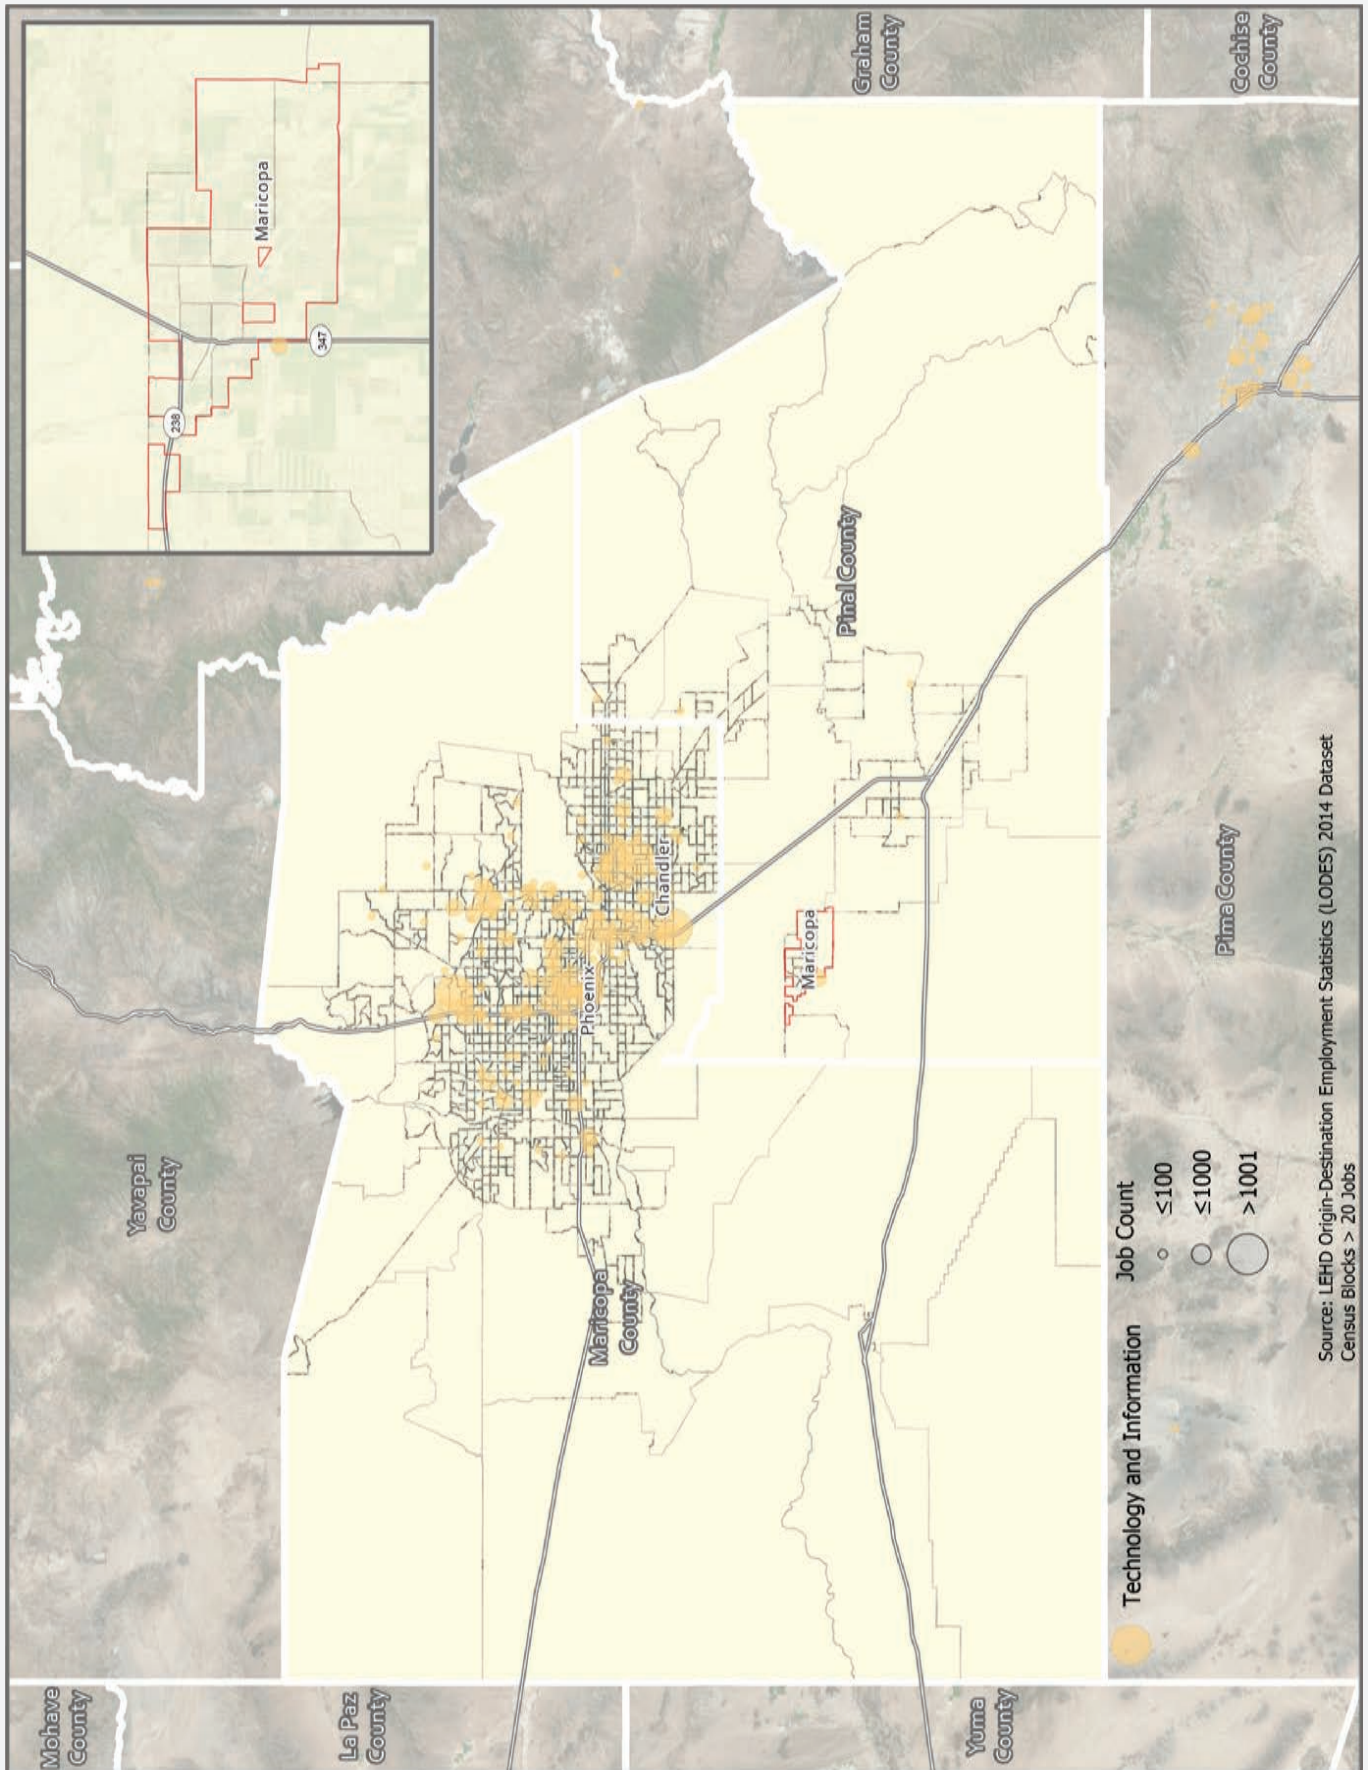 Mohave
County
La Paz
County
Yuma
County
Yavapai
County
Maricopa
County
Phoenix
Chandler
Maricopa
Pinal County
Pima County
Graham
County
Cochise
County
238
347
Maricopa
Technology and Information
Job Count
≤100
≤1000
>1001
Source: LEHD Origin-Destination Employment Statistics (LODES) 2014 Dataset
Census Blocks > 20 Jobs